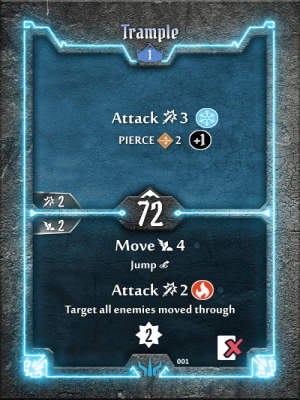 Trample
1
Attack 3
PIERCE 2 +1
2
72
2
Move 4
Jump
Attack 2
Target all enemies moved through
2
001